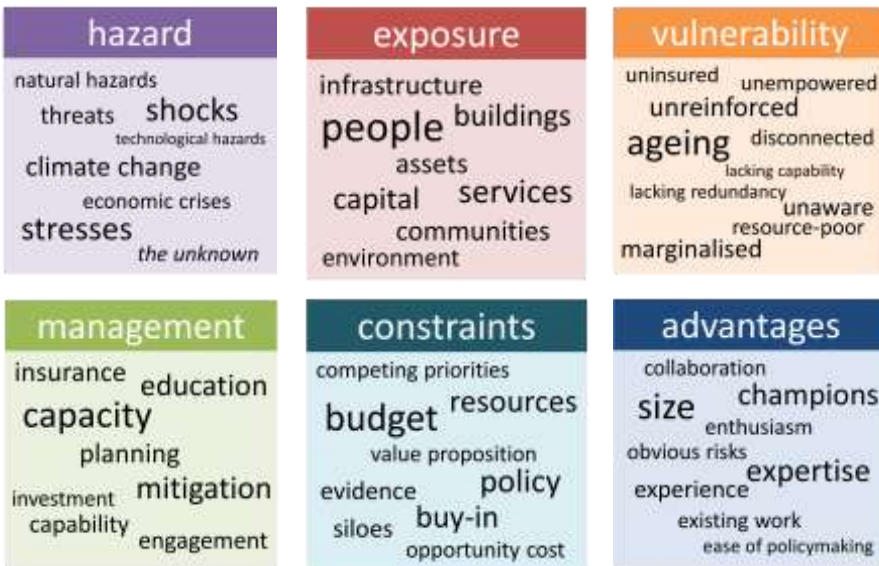 hazard
natural hazards
threats shocks
technological hazards
climate change
economic crises
stresses
the unknown
exposure
infrastructure
people buildings
assets
capital services
communities
environment
vulnerability
uninsured unempowered
unreinforced
ageing disconnected
lacking capability
lacking redundancy
unaware
resource-poor
marginalised
management
insurance education
capacity
planning
investment mitigation
capability
engagement
constraints
competing priorities
budget resources
value proposition
evidence policy
siloes buy-in
opportunity cost
advantages
collaboration
size champions
enthusiasm
obvious risks
expertise
experience
existing work
ease of policymaking